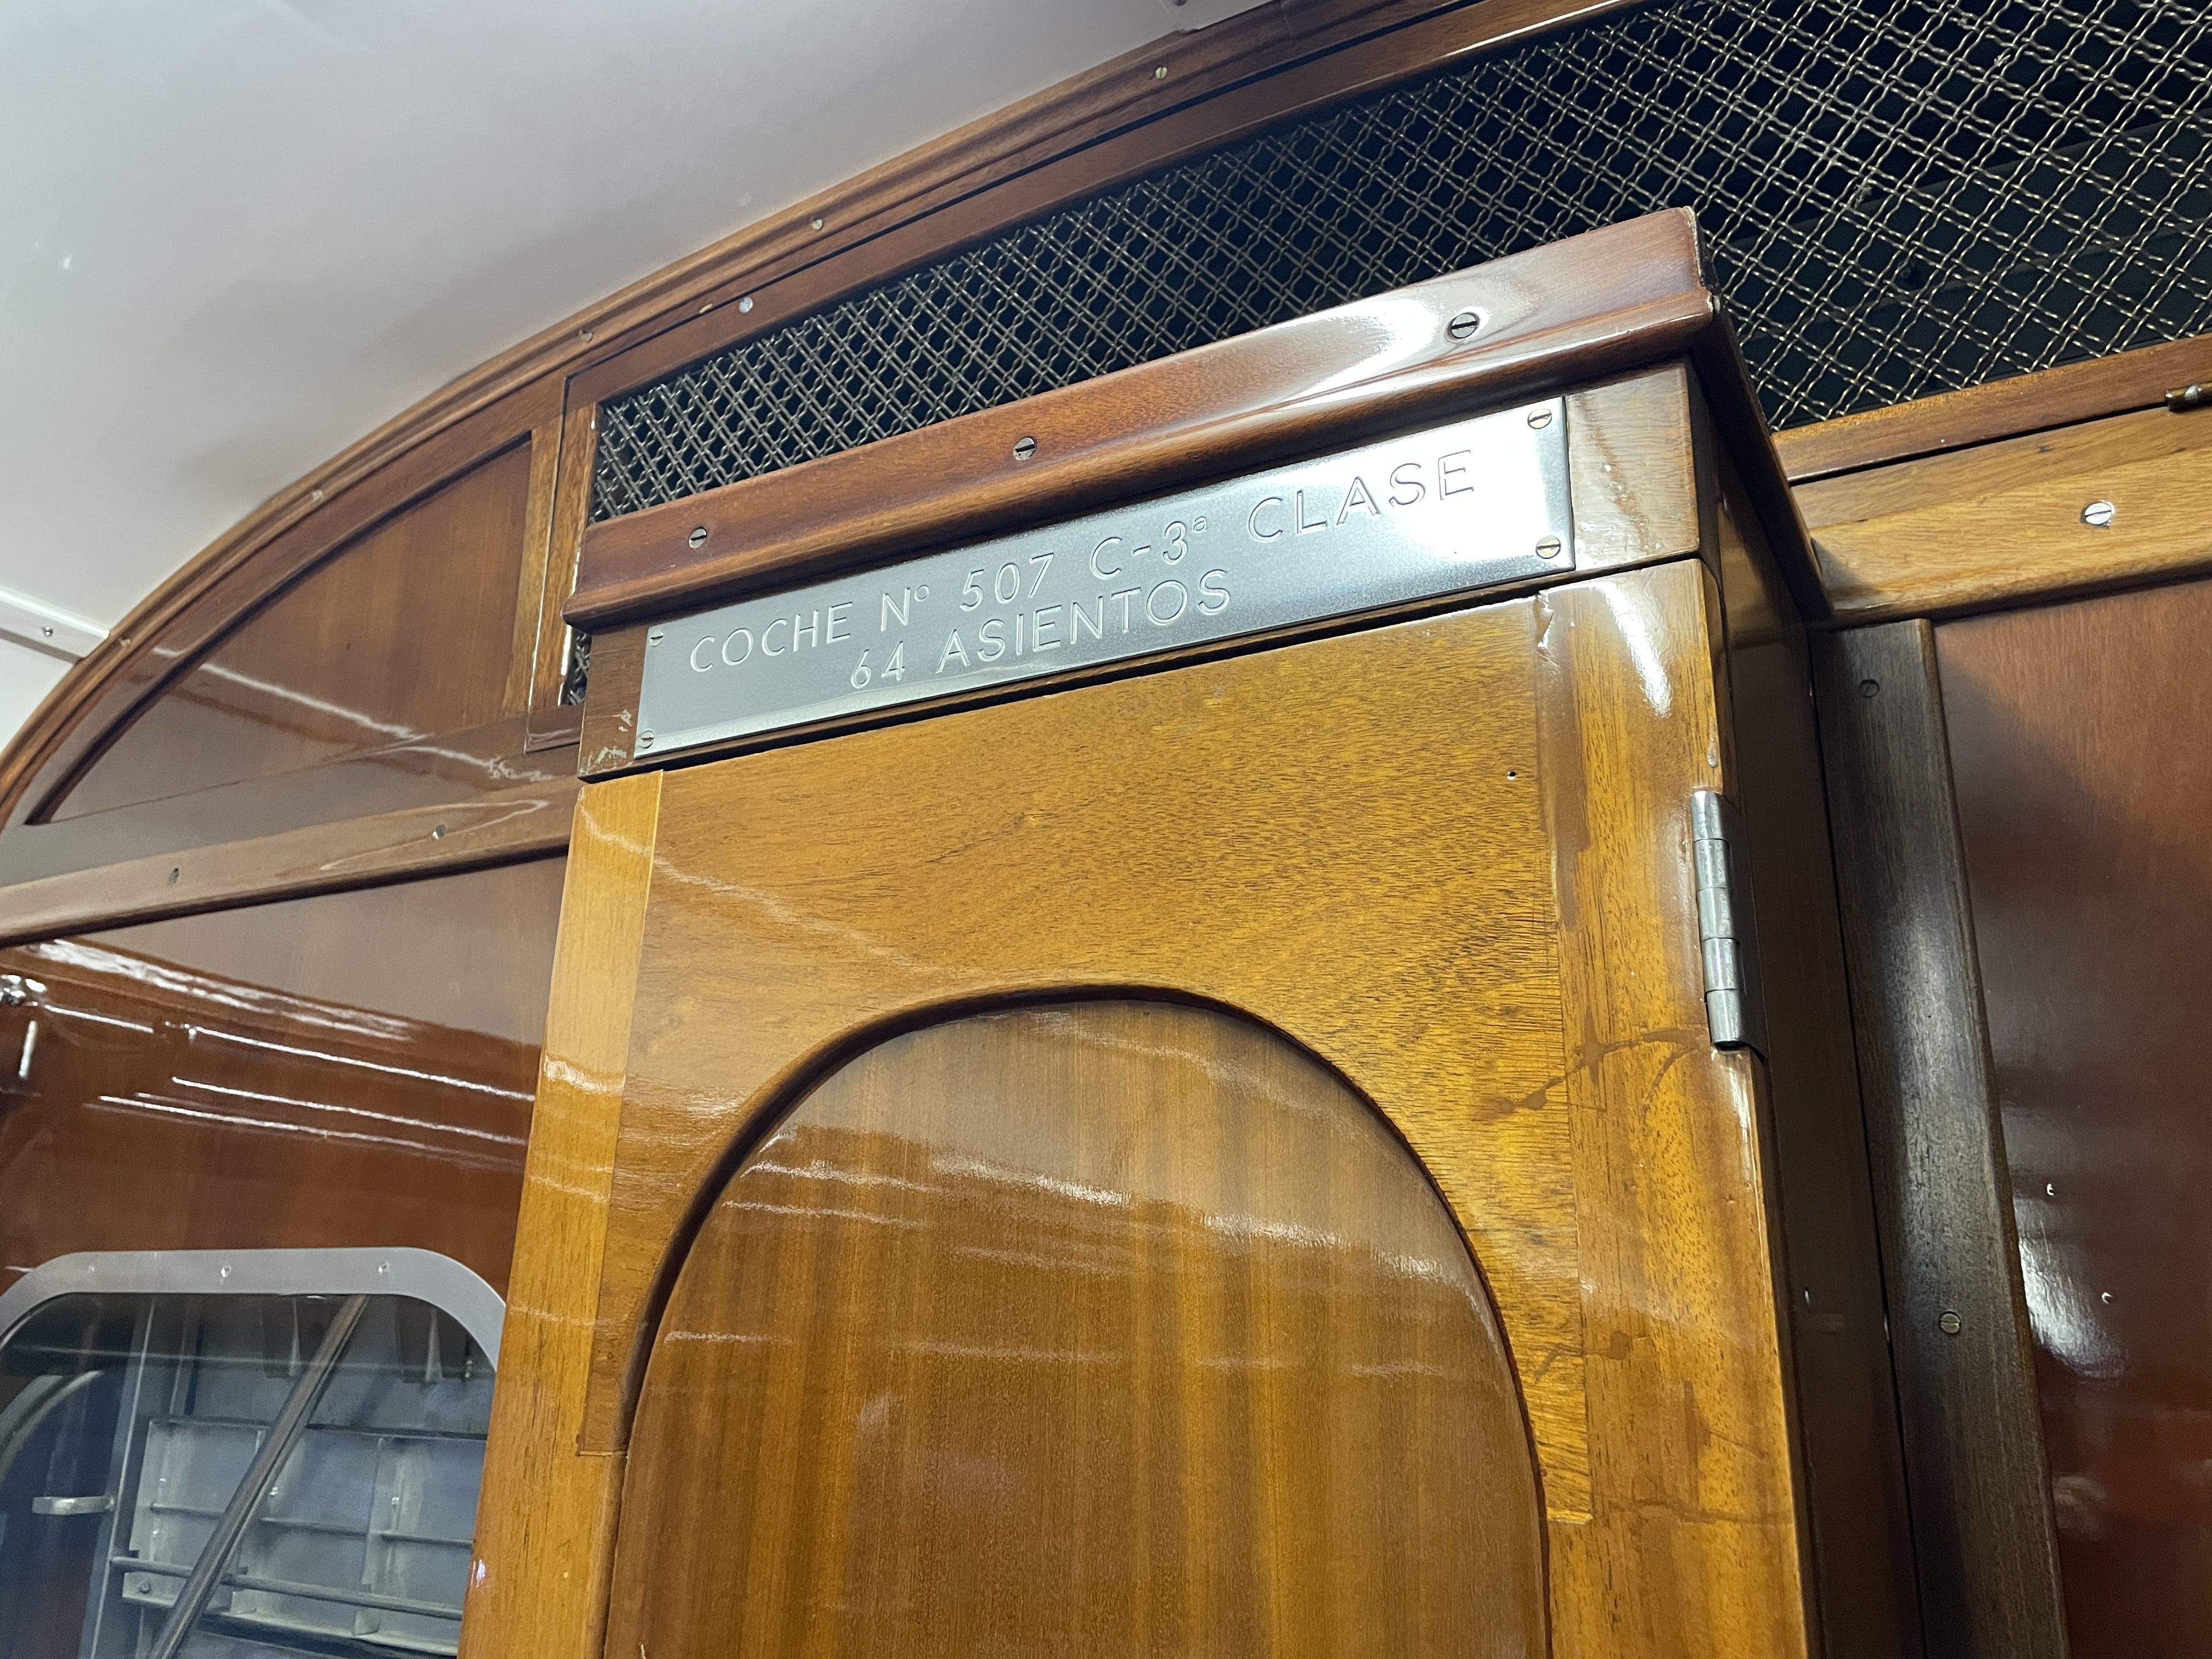 COCHE Nº 507 C-3ª CLASE
64 ASIENTOS